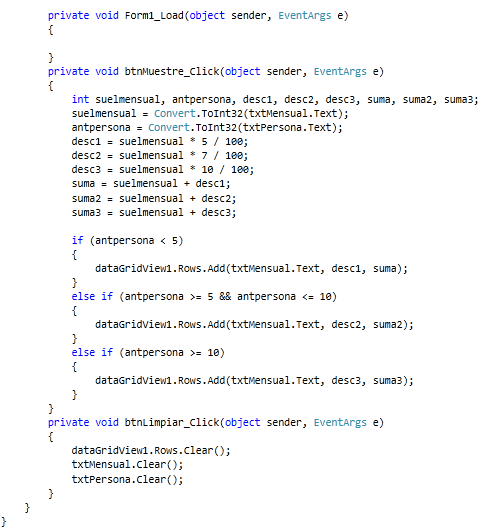 private void Form1_Load(object sender, EventArgs e)
{
}
private void btnMuestre_Click(object sender, EventArgs e)
{
int suelmensual, antpersona, desc1, desc2, desc3, suma, suma2, suma3;
suelmensual = Convert.ToInt32(txtMensual.Text);
antpersona = Convert.ToInt32(txtPersona.Text);
desc1 = suelmensual * 5 / 100;
desc2 = suelmensual * 7 / 100;
desc3 = suelmensual * 10 / 100;
suma = suelmensual + desc1;
suma2 = suelmensual + desc2;
suma3 = suelmensual + desc3;
if (antpersona < 5)
{
dataGridView1.Rows.Add(txtMensual.Text, desc1, suma);
}
else if (antpersona >= 5 && antpersona <= 10)
{
dataGridView1.Rows.Add(txtMensual.Text, desc2, suma2);
}
else if (antpersona >= 10)
{
dataGridView1.Rows.Add(txtMensual.Text, desc3, suma3);
}
}
private void btnLimpiar_Click(object sender, EventArgs e)
{
dataGridView1.Rows.Clear();
txtMensual.Clear();
txtPersona.Clear();
}
}
}